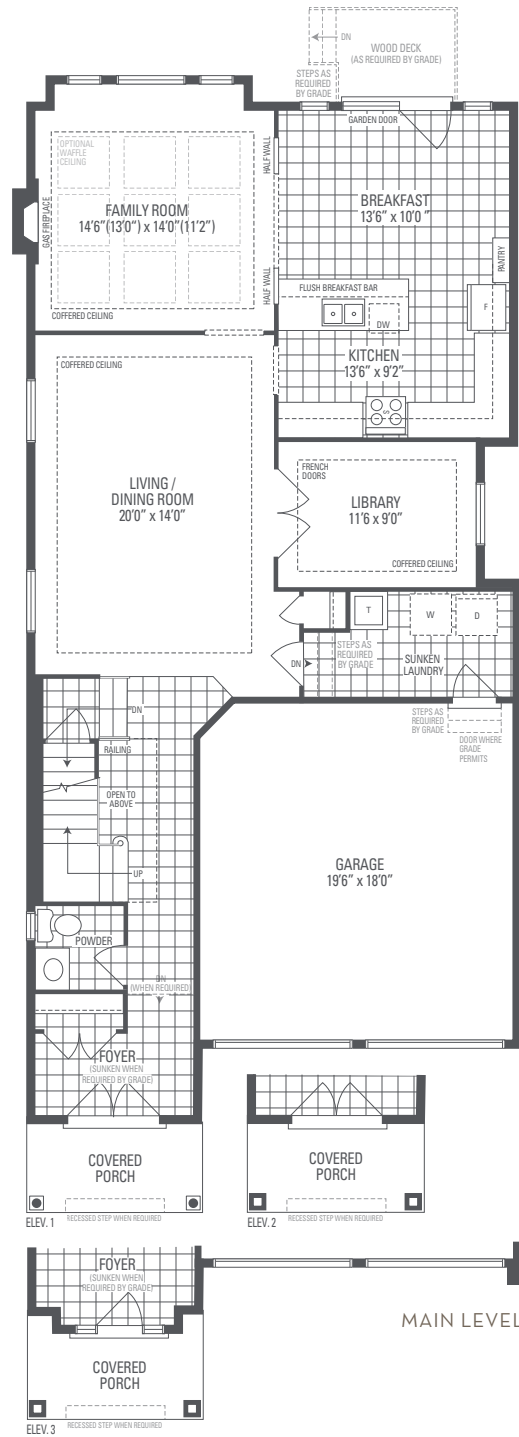 DN
WOOD DECK
(AS REQUIRED BY GRADE)
STEPS AS
REQUIRED
BY GRADE
GARDEN DOOR
OPTIONAL
WAFFLE
CEILING
HALF WALL
BREAKFAST
13'6" x 10'0 "
FAMILY ROOM
14'6"(13'0") x 14'0"(11'2")
GAS FIREPLACE
PANTRY
HALF WALL
FLUSH BREAKFAST BAR
F
DW
COFFERED CEILING
KITCHEN
13'6" x 9'2"
COFFERED CEILING
S
FRENCH
DOORS
LIVING /
DINING ROOM
20'0" x 14'0"
LIBRARY
11'6 x 9'0"
COFFERED CEILING
T
W
D
STEPS AS
REQUIRED
BY GRADE
DN
SUNKEN
LAUNDRY
DN
STEPS AS
REQUIRED
BY GRADE
DOOR WHERE
GRADE
PERMITS
RAILING
OPEN TO
ABOVE
GARAGE
19'6" x 18'0"
UP
POWDER
DN
(WHEN REQUIRED)
FOYER
(SUNKEN WHEN
REQUIRED BY GRADE)
COVERED
PORCH
COVERED
PORCH
ELEV. 1
RECESSED STEP WHEN REQUIRED
ELEV. 2
RECESSED STEP WHEN REQUIRED
FOYER
(SUNKEN WHEN
REQUIRED BY GRADE)
MAIN LEVEL
COVERED
PORCH
ELEV. 3
RECESSED STEP WHEN REQUIRED